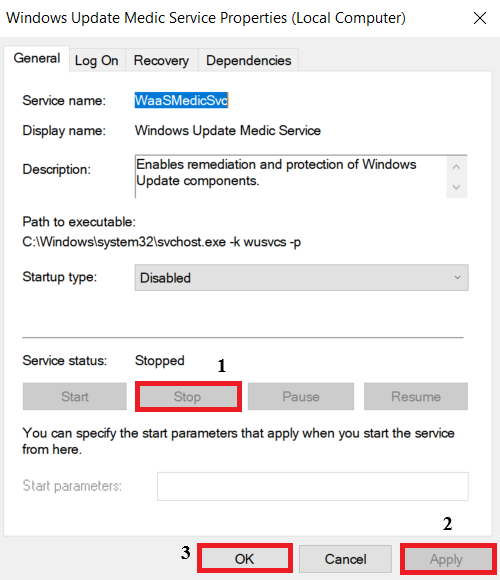 Windows Update Medic Service Properties (Local Computer)
General Log On Recovery Dependencies
Service name: WaaSMedicSvc
Display name: Windows Update Medic Service
Description: Enables remediation and protection of Windows
Update components.
Path to executable:
C:\Windows\system32\svchost.exe -k wusvcs -p
Startup type: Disabled
Service status: Stopped
1
Start Stop Pause Resume
You can specify the start parameters that apply when you start the service
from here.
Start parameters:
2
3 OK Cancel Apply